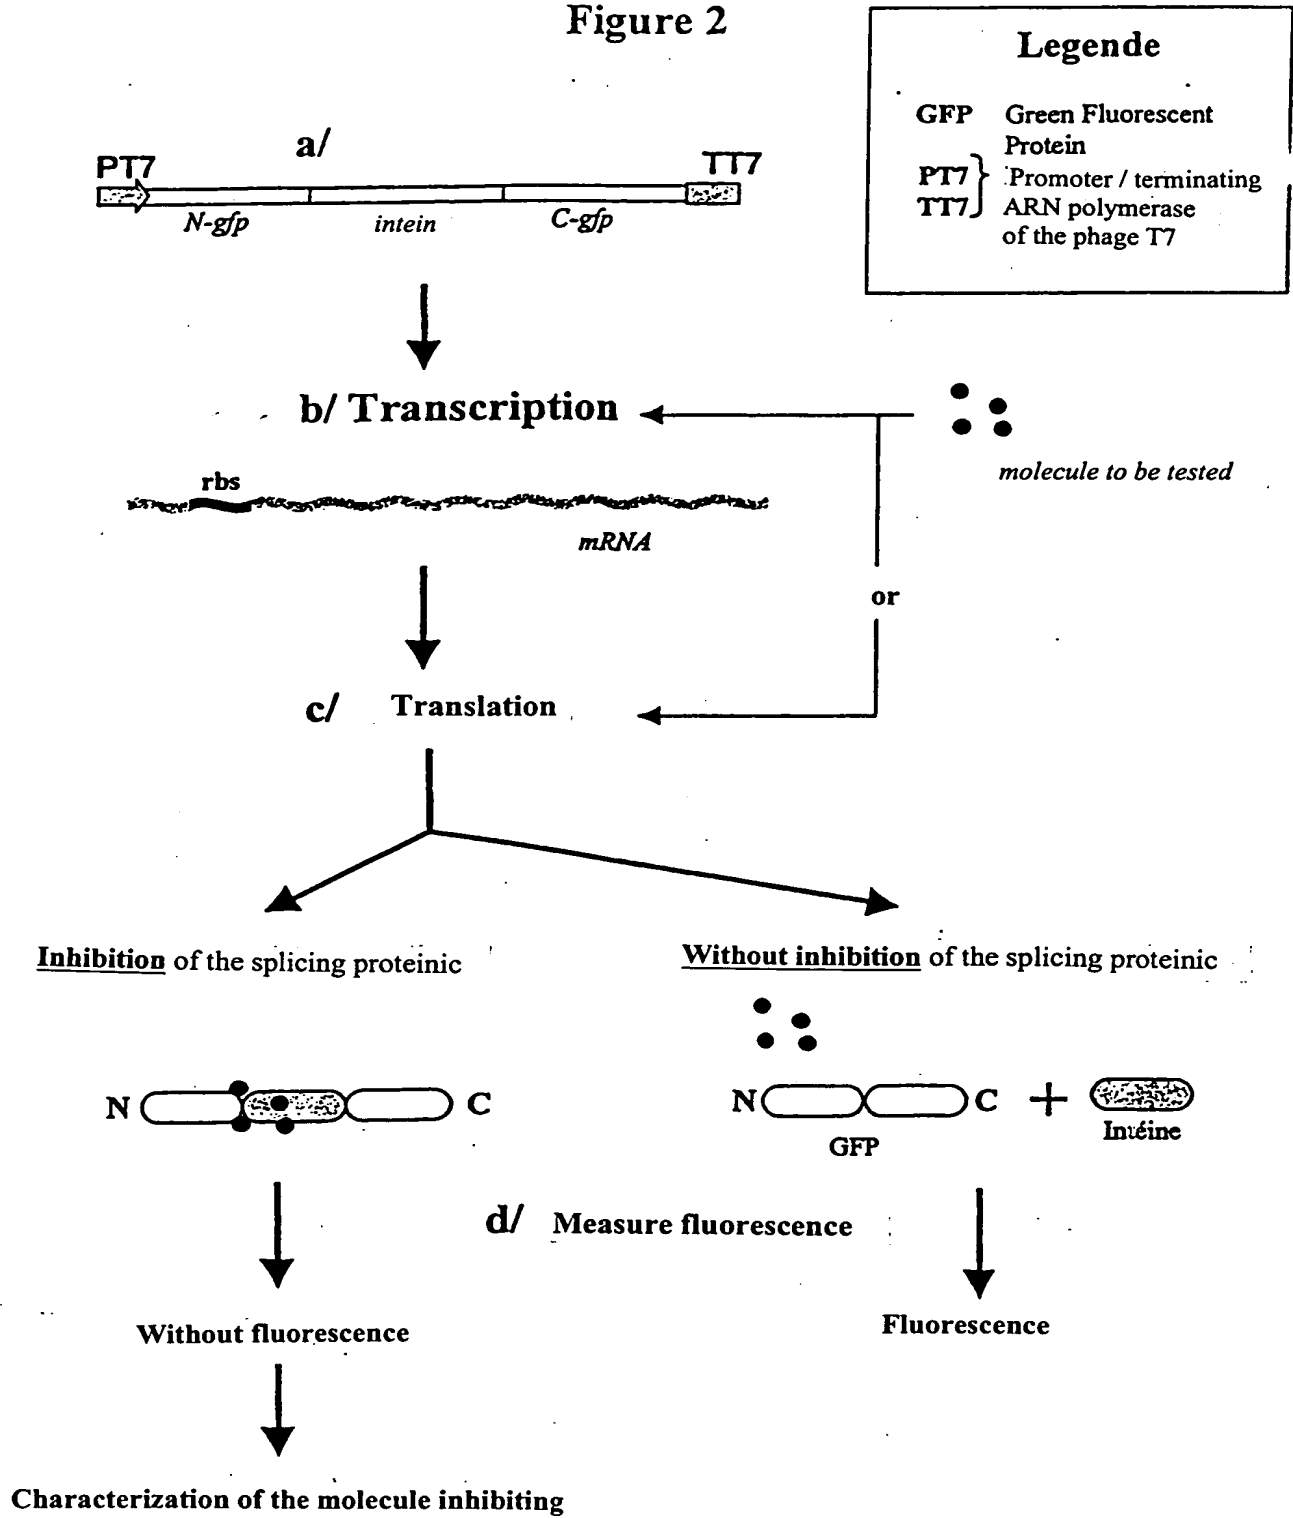 Figure 2
Legende
GFP Green Fluorescent
Protein
PT7 Promoter / terminating
TT7 ARN polymerase
of the phage T7
a/
PT7 TT7
N-gfp intein C-gfp
b/ Transcription
molecule to be tested
rbs
mRNA
or
c/ Translation
Inhibition of the splicing proteinic
Without inhibition of the splicing proteinic
N C
N C +
GFP
Intéine
d/ Measure fluorescence
Without fluorescence
Fluorescence
Characterization of the molecule inhibiting